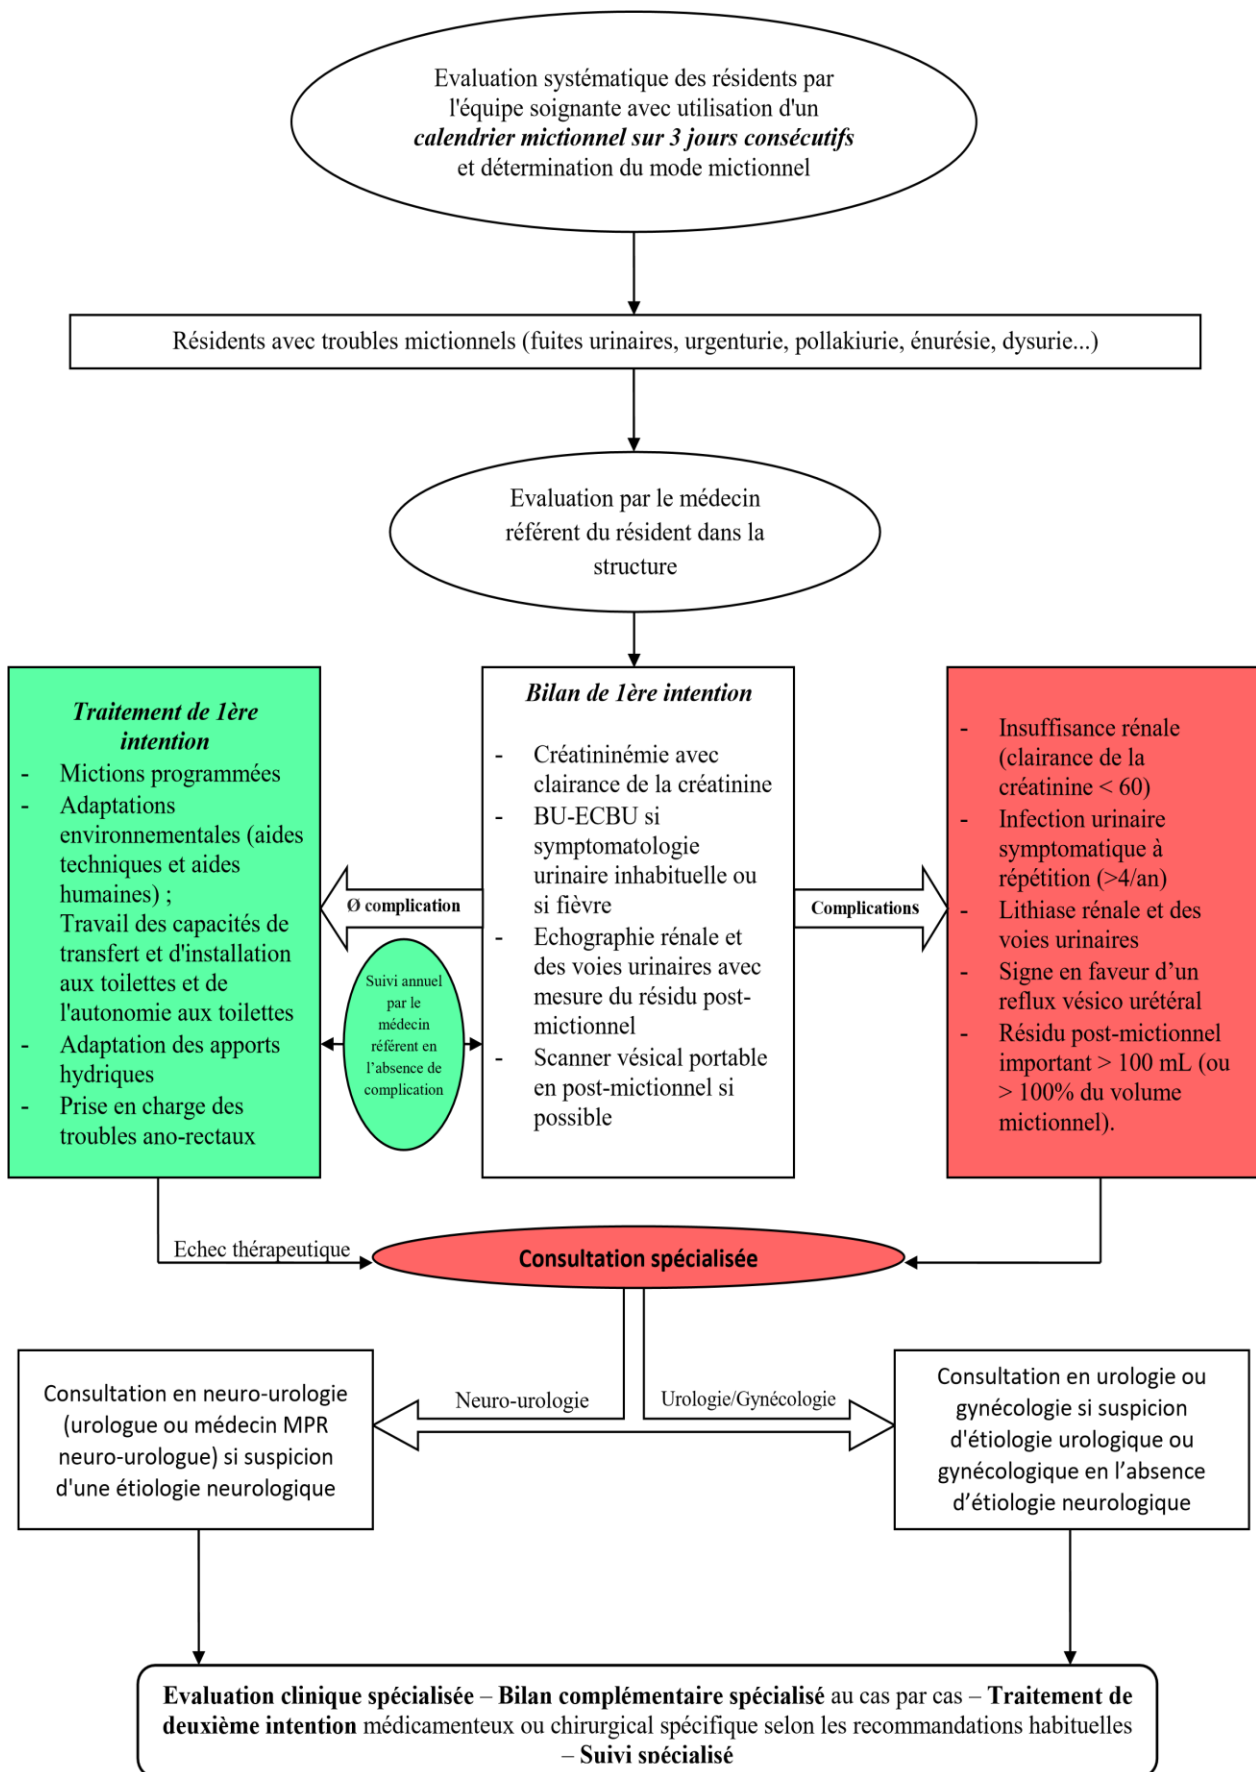 Evaluation systématique des résidents par
l'équipe soignante avec utilisation d'un
calendrier mictionnel sur 3 jours consécutifs
et détermination du mode mictionnel
Résidents avec troubles mictionnels (fuites urinaires, urgenturie, pollakiurie, énurésie, dysurie...)
Evaluation par le médecin
référent du résident dans la
structure
Traitement de 1ère
intention
- Mictions programmées
- Adaptations
environnementales (aides
techniques et aides
humaines) ;
Travail des capacités de
transfert et d'installation
aux toilettes et de
l'autonomie aux toilettes
- Adaptation des apports
hydriques
- Prise en charge des
troubles ano-rectaux
Ø complication
Suivi annuel
par le
médecin
référent en
l’absence de
complication
Bilan de 1ère intention
- Créatininémie avec
clairance de la créatinine
- BU-ECBU si
symptomatologie
urinaire inhabituelle ou
si fièvre
- Echographie rénale et
des voies urinaires avec
mesure du résidu post-
mictionnel
- Scanner vésical portable
en post-mictionnel si
possible
Complications
- Insuffisance rénale
(clairance de la
créatinine < 60)
- Infection urinaire
symptomatique à
répétition (>4/an)
- Lithiase rénale et des
voies urinaires
- Signe en faveur d’un
reflux vésico urétéral
- Résidu post-mictionnel
important > 100 mL (ou
> 100% du volume
mictionnel).
Echec thérapeutique
Consultation spécialisée
Neuro-urologie
Urologie/Gynécologie
Consultation en neuro-urologie
(urologue ou médecin MPR
neuro-urologue) si suspicion
d'une étiologie neurologique
Consultation en urologie ou
gynécologie si suspicion
d'étiologie urologique ou
gynécologique en l’absence
d’étiologie neurologique
Evaluation clinique spécialisée – Bilan complémentaire spécialisé au cas par cas – Traitement de
deuxième intention médicamenteux ou chirurgical spécifique selon les recommandations habituelles
– Suivi spécialisé